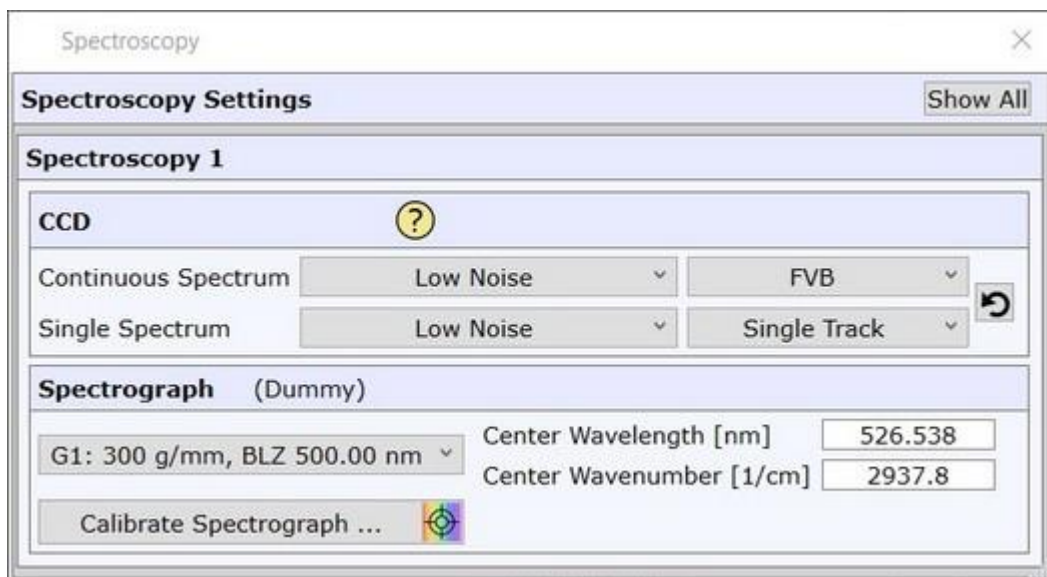 Spectroscopy
Spectroscopy Settings Show All
Spectroscopy 1
CCD ?
Continuous Spectrum Low Noise FVB
Single Spectrum Low Noise Single Track
Spectrograph (Dummy)
G1: 300 g/mm, BLZ 500.00 nm
Center Wavelength [nm] 526.538
Center Wavenumber [1/cm] 2937.8
Calibrate Spectrograph ...